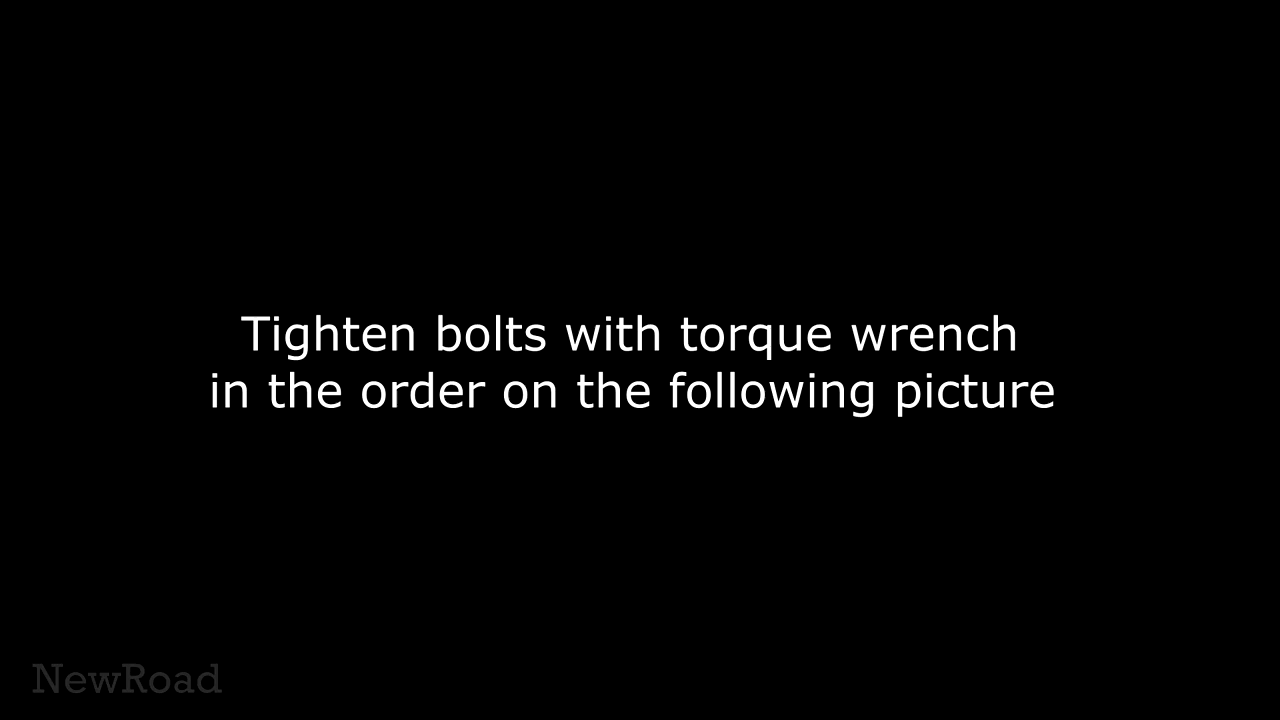 Tighten bolts with torque wrench
in the order on the following picture
NewRoad